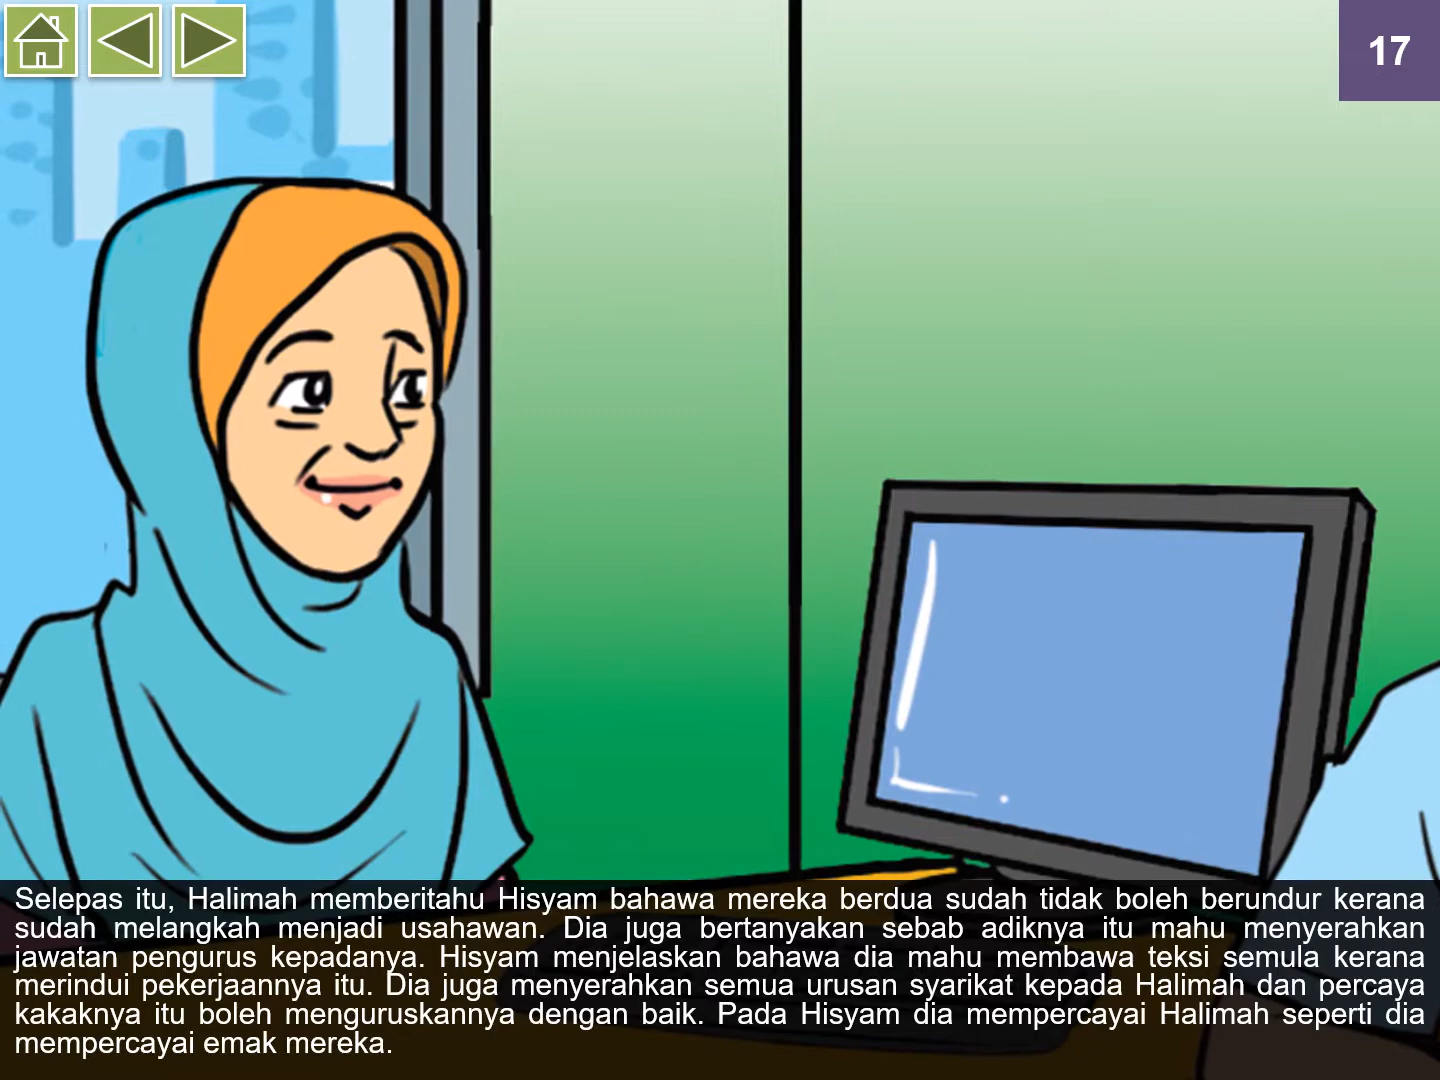 17
Selepas itu, Halimah memberitahu Hisyam bahawa mereka berdua sudah tidak boleh berundur kerana
sudah melangkah menjadi usahawan. Dia juga bertanyakan sebab adiknya itu mahu menyerahkan
jawatan pengurus kepadanya. Hisyam menjelaskan bahawa dia mahu membawa teksi semula kerana
merindui pekerjaannya itu. Dia juga menyerahkan semua urusan syarikat kepada Halimah dan percaya
kakaknya itu boleh menguruskannya dengan baik. Pada Hisyam dia mempercayai Halimah seperti dia
mempercayai emak mereka.